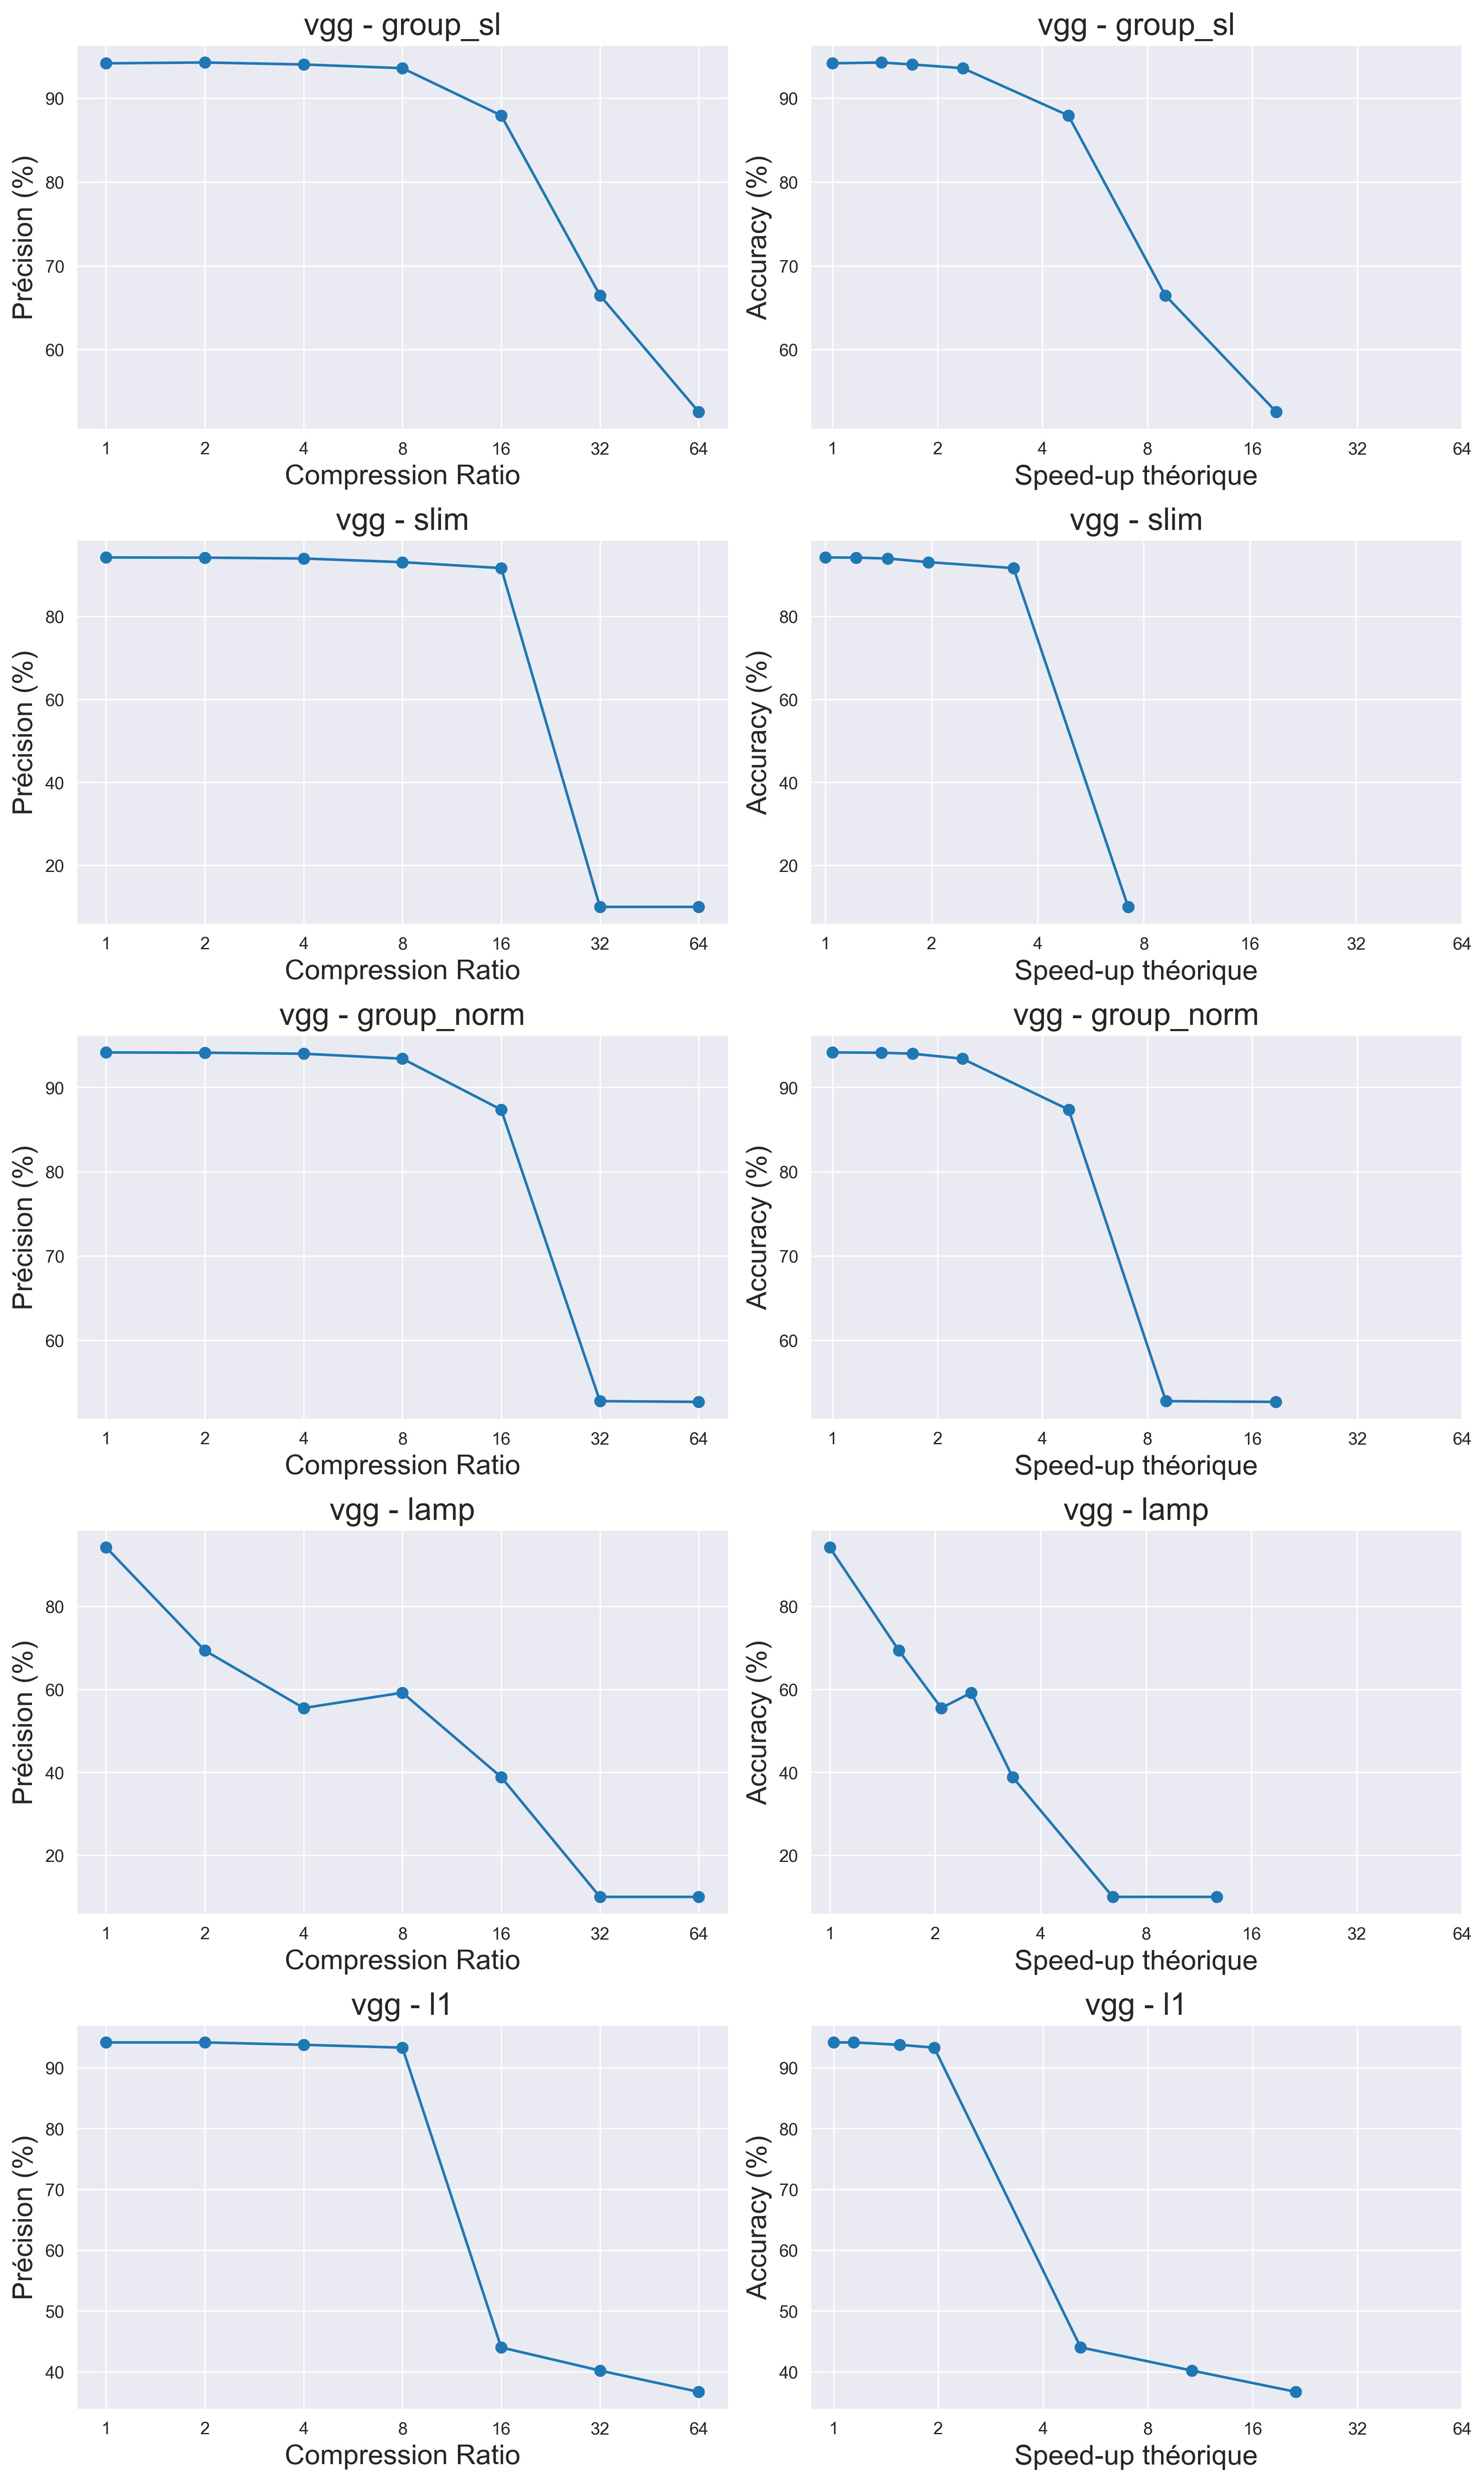 vgg - group_sl
Précision (%)
90
80
70
60
1 2 4 8 16 32 64
Compression Ratio
vgg - group_sl
Accuracy (%)
90
80
70
60
1 2 4 8 16 32 64
Speed-up théorique
vgg - slim
Précision (%)
80
60
40
20
1 2 4 8 16 32 64
Compression Ratio
vgg - slim
Accuracy (%)
80
60
40
20
1 2 4 8 16 32 64
Speed-up théorique
vgg - group_norm
Précision (%)
90
80
70
60
1 2 4 8 16 32 64
Compression Ratio
vgg - group_norm
Accuracy (%)
90
80
70
60
1 2 4 8 16 32 64
Speed-up théorique
vgg - lamp
Précision (%)
80
60
40
20
1 2 4 8 16 32 64
Compression Ratio
vgg - lamp
Accuracy (%)
80
60
40
20
1 2 4 8 16 32 64
Speed-up théorique
vgg - l1
Précision (%)
90
80
70
60
50
40
1 2 4 8 16 32 64
Compression Ratio
vgg - l1
Accuracy (%)
90
80
70
60
50
40
1 2 4 8 16 32 64
Speed-up théorique